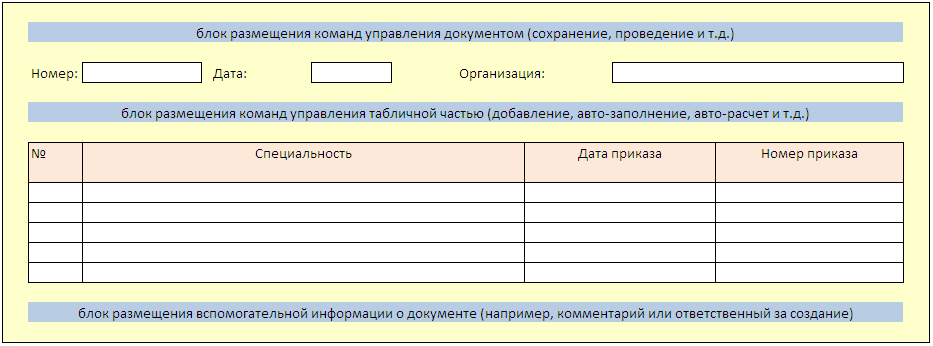 блок размещения команд управления документом (сохранение, проведение и т.д.)
Номер: Дата: Организация:
блок размещения команд управления табличной частью (добавление, авто-заполнение, авто-расчет и т.д.)
№ Специальность Дата приказа Номер приказа
блок размещения вспомогательной информации о документе (например, комментарий или ответственный за создание)